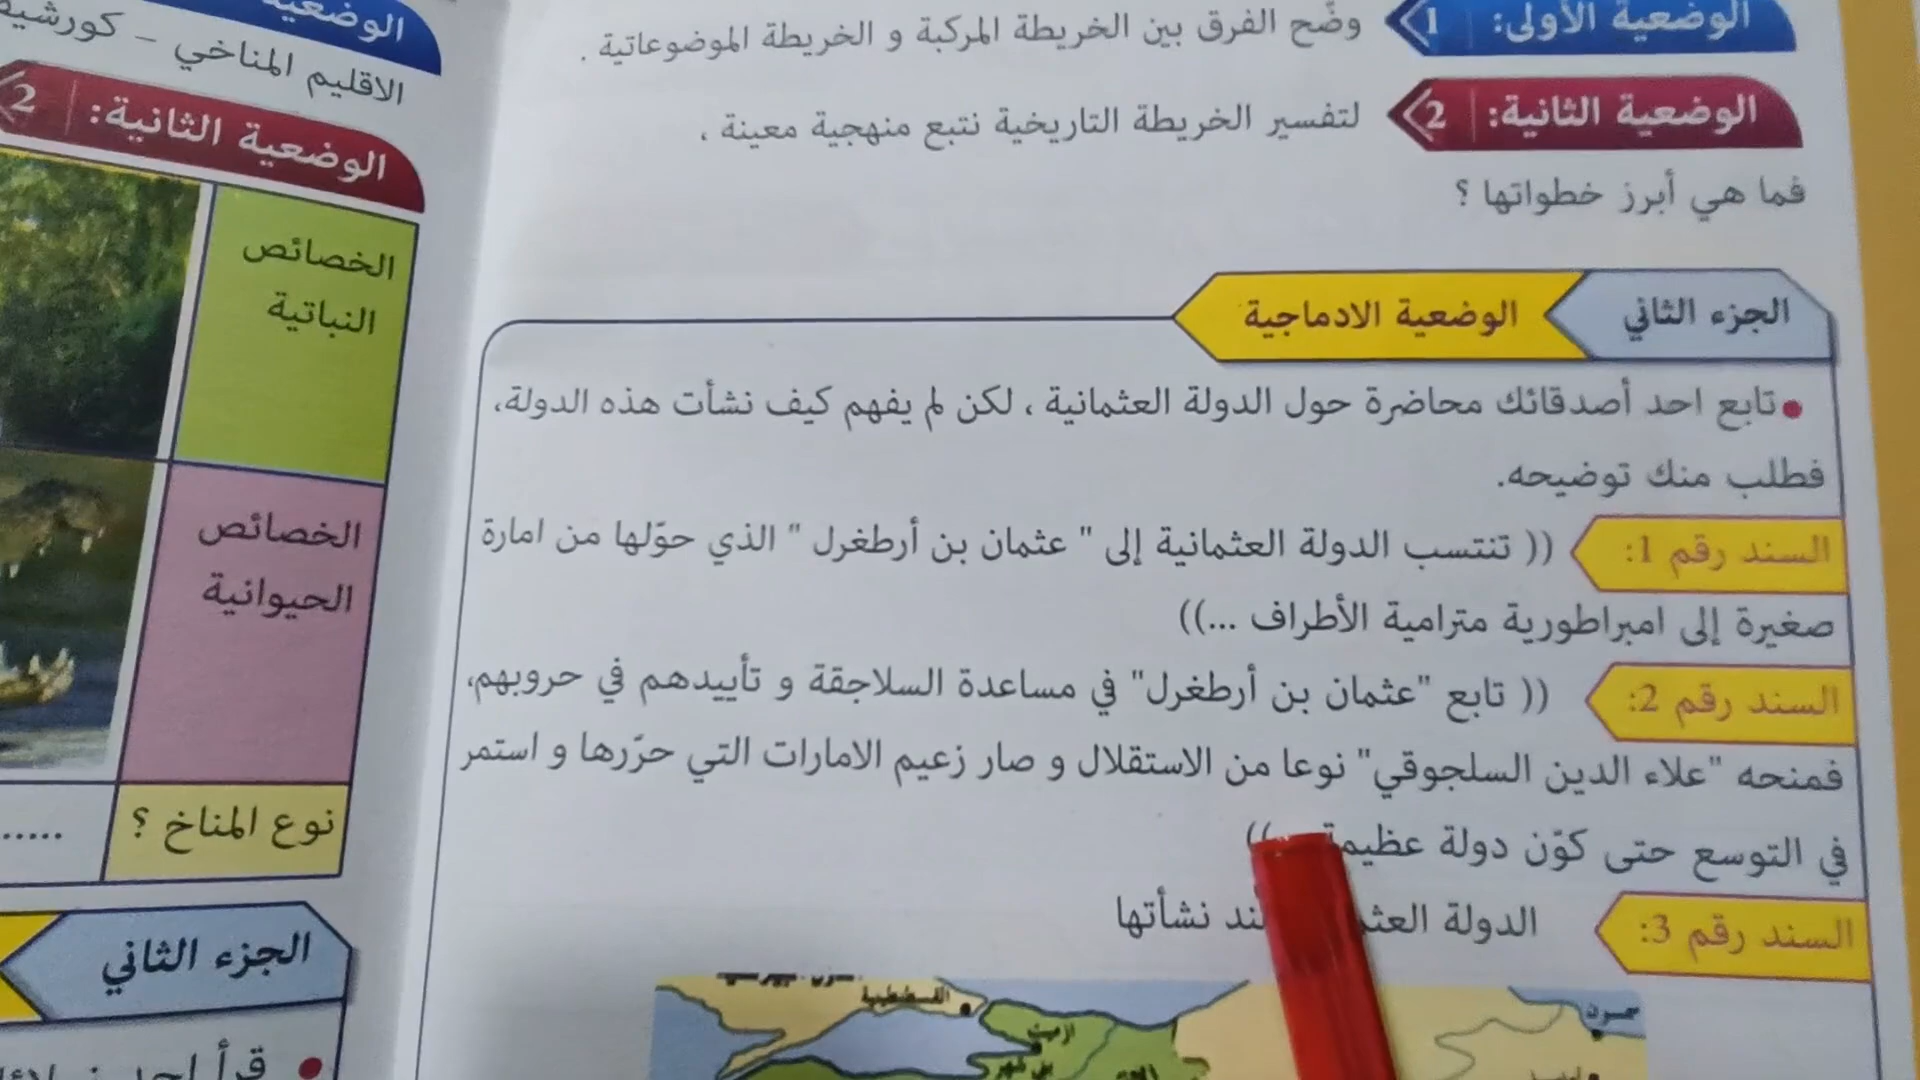 الوضعية الأولى: 1 وضّح الفرق بين الخريطة المركبة و الخريطة الموضوعاتية .
الوضعية الثانية: 2 لتفسير الخريطة التاريخية نتبع منهجية معينة ،
فما هي أبرز خطواتها ؟
الجزء الثاني الوضعية الادماجية
تابع احد أصدقائك محاضرة حول الدولة العثمانية ، لكن لم يفهم كيف نشأت هذه الدولة،
فطلب منك توضيحه.
السند رقم 1: (( تنتسب الدولة العثمانية إلى " عثمان بن أرطغرل " الذي حوّلها من امارة
صغيرة إلى امبراطورية مترامية الأطراف ...))
السند رقم 2: (( تابع "عثمان بن أرطغرل" في مساعدة السلاجقة و تأييدهم في حروبهم،
فمنحه "علاء الدين السلجوقي" نوعا من الاستقلال و صار زعيم الامارات التي حرّرها و استمر
في التوسع حتى كوّن دولة عظيمة ))
السند رقم 3: الدولة نشأتها
القسطنطينية
ازميت
الوضعية
الاقليم المناخي –
الوضعية الثانية: 2
الخصائص
النباتية
الخصائص
الحيوانية
نوع المناخ ؟ .....
الجزء الثاني
قرأ